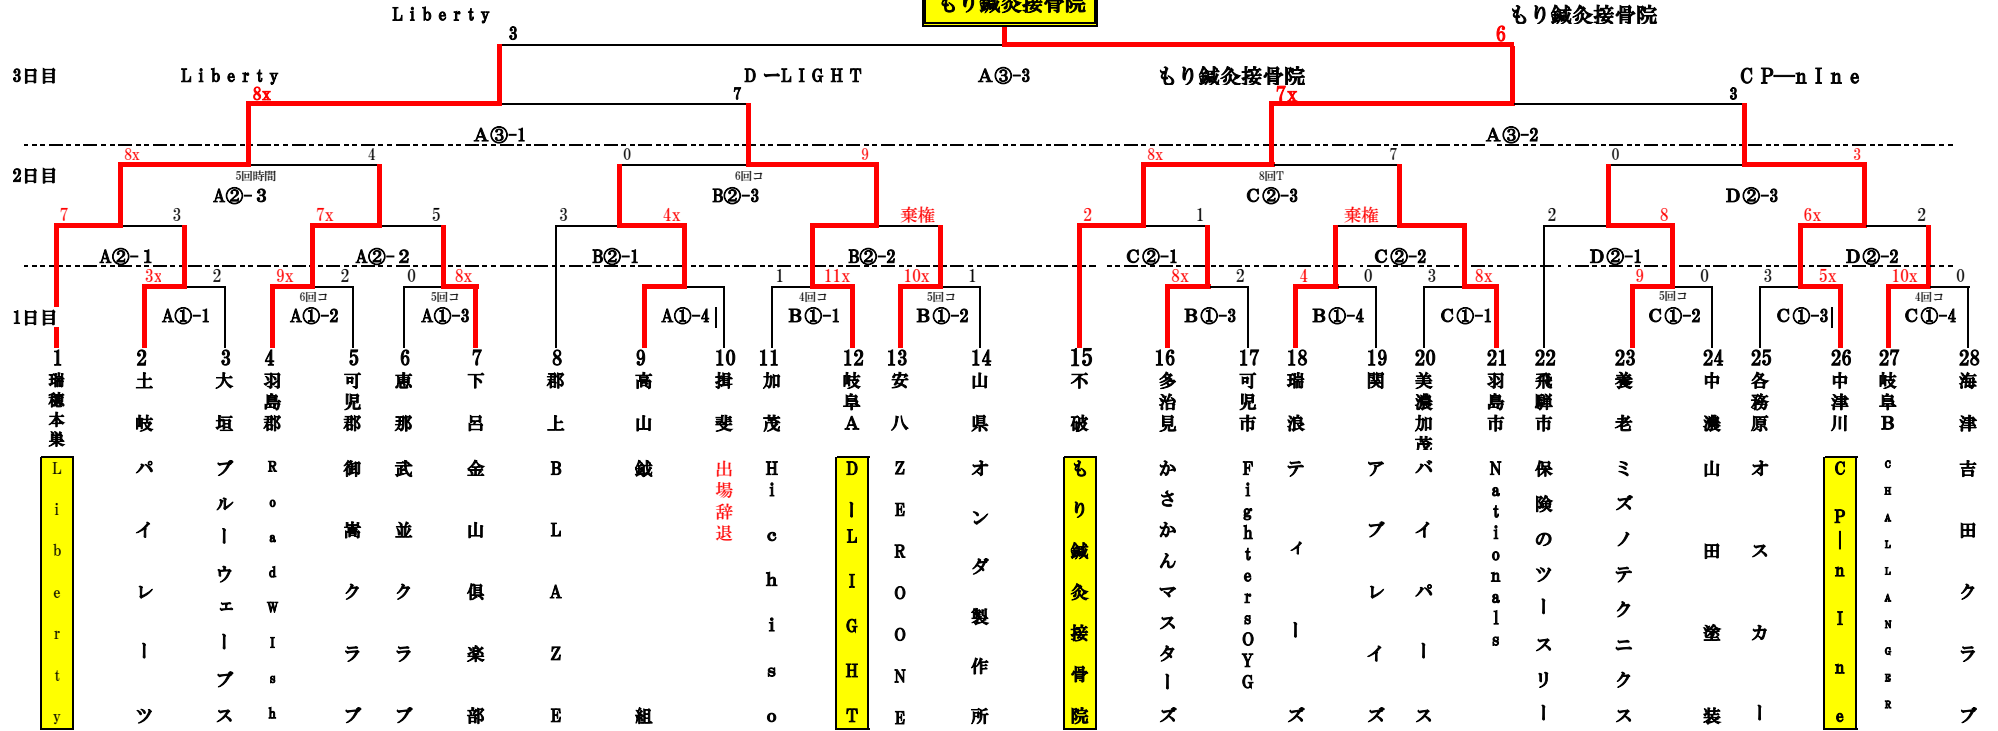 もり鍼灸接骨院
Liberty
もり鍼灸接骨院
3
6
3日目
Liberty
DーLIGHT
A③-3
もり鍼灸接骨院
CP―nIne
8x
7
7x
3
A③-1
A③-2
8x
4
0
9
8x
7
0
3
2日目
5回時間
6回コ
8回T
A②-3
B②-3
C②-3
D②-3
7
3
7x
5
3
4x
棄権
2
1
棄権
2
8
6x
2
A②-1
A②-2
B②-1
B②-2
C②-1
C②-2
D②-1
D②-2
3x
2
9x
2
0
8x
1
11x
10x
1
8x
2
4
0
3
8x
9
0
3
5x
10x
0
6回コ
5回コ
4回コ
5回コ
5回コ
4回コ
1日目
A①-1
A①-2
A①-3
A①-4
B①-1
B①-2
B①-3
B①-4
C①-1
C①-2
C①-3
C①-4
1
2
3
4
5
6
7
8
9
10
11
12
13
14
15
16
17
18
19
20
21
22
23
24
25
26
27
28
瑞穂本巣
土岐
大垣
羽島郡
可児郡
恵那
下呂
郡上
高山
揖斐
加茂
岐阜A
安八
山県
不破
多治見
可児市
瑞浪
関
美濃加茂
羽島市
飛騨市
養老
中濃
各務原
中津川
岐阜B
海津
Liberty
パイレーツ
ブルーウェーブス
RoadWIsh
御嵩クラブ
武並クラブ
金山倶楽部
BLAZE
鉞組
出場辞退
Hichiso
DーLIGHT
ZEROONE
オンダ製作所
もり鍼灸接骨院
かさかんマスターズ
FightersOYG
ティーズ
アブレイズ
バイパース
Nationals
保険のツースリー
ミズノテクニクス
山田塗装
オスカー
CP―nIne
CHALLANGER
吉田クラブ